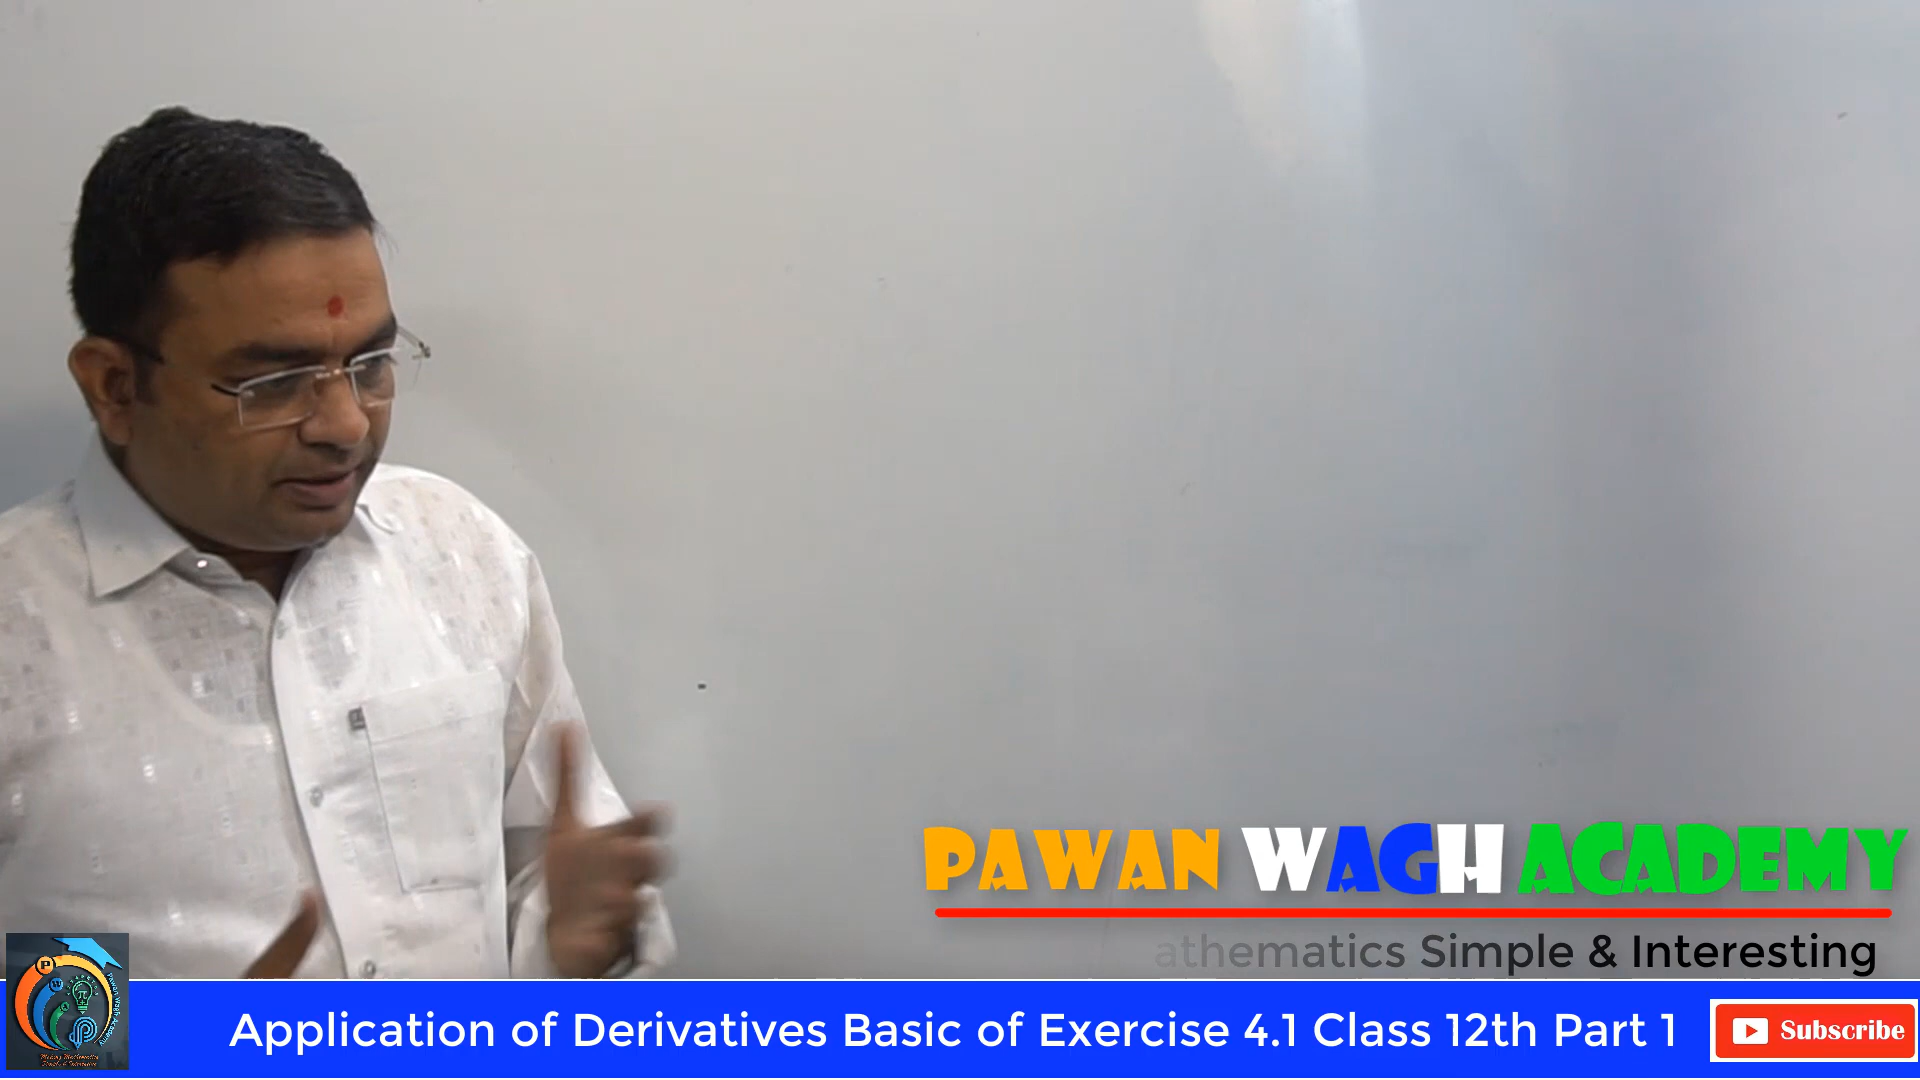 PAWAN WAGH ACADEMY
athematics Simple & Interesting
Application of Derivatives Basic of Exercise 4.1 Class 12th Part 1
Subscribe